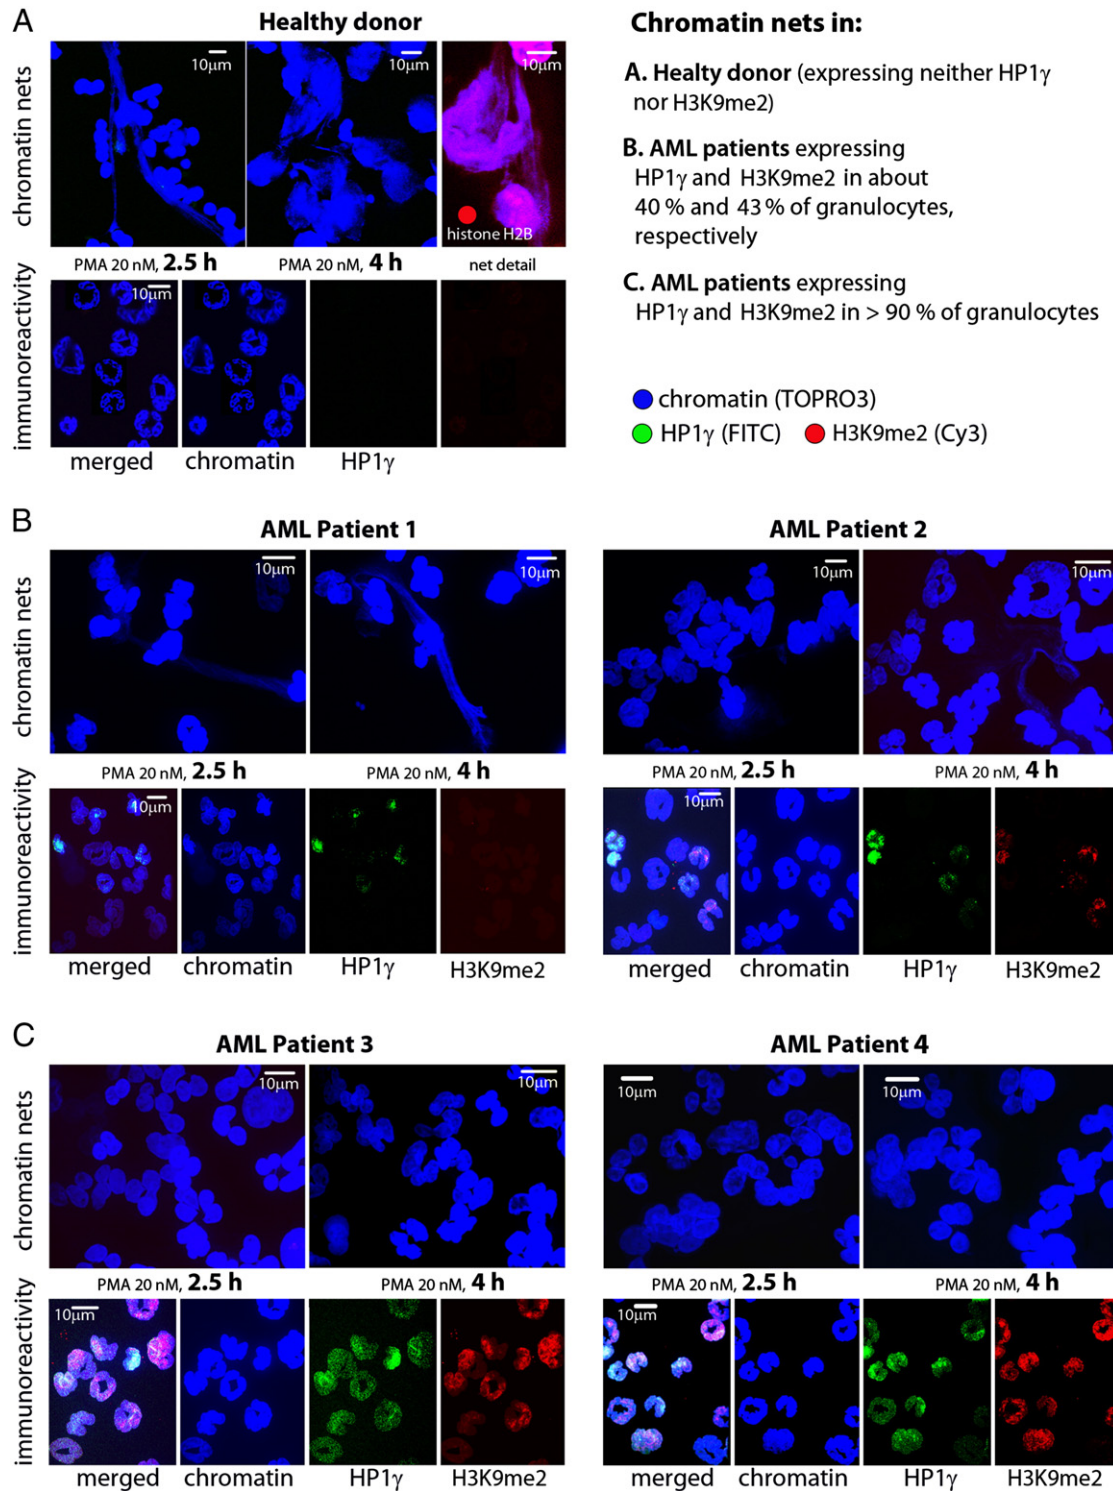 A
Healthy donor
chromatin nets
10μm
10μm
10μm
histone H2B
PMA 20 nM, 2.5 h
PMA 20 nM, 4 h
net detail
immunoreactivity
10μm
merged
chromatin
HP1γ
Chromatin nets in:
A. Healty donor (expressing neither HP1γ
nor H3K9me2)
B. AML patients expressing
HP1γ and H3K9me2 in about
40 % and 43 % of granulocytes,
respectively
C. AML patients expressing
HP1γ and H3K9me2 in > 90 % of granulocytes
chromatin (TOPRO3)
HP1γ (FITC) H3K9me2 (Cy3)
B
AML Patient 1
chromatin nets
10μm
10μm
PMA 20 nM, 2.5 h
PMA 20 nM, 4 h
immunoreactivity
10μm
merged
chromatin
HP1γ
H3K9me2
AML Patient 2
10μm
10μm
PMA 20 nM, 2.5 h
PMA 20 nM, 4 h
10μm
merged
chromatin
HP1γ
H3K9me2
C
AML Patient 3
chromatin nets
10μm
10μm
PMA 20 nM, 2.5 h
PMA 20 nM, 4 h
immunoreactivity
10μm
merged
chromatin
HP1γ
H3K9me2
AML Patient 4
10μm
10μm
PMA 20 nM, 2.5 h
PMA 20 nM, 4 h
10μm
merged
chromatin
HP1γ
H3K9me2